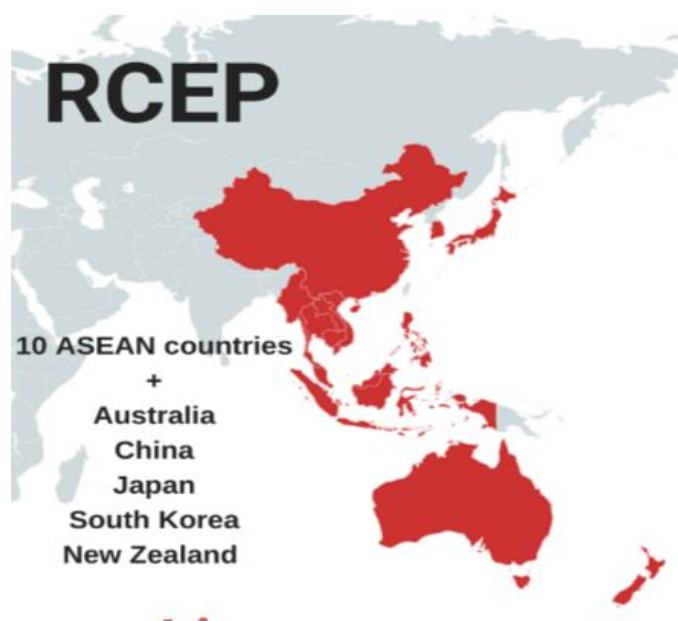 RCEP
10 ASEAN countries
+
Australia
China
Japan
South Korea
New Zealand